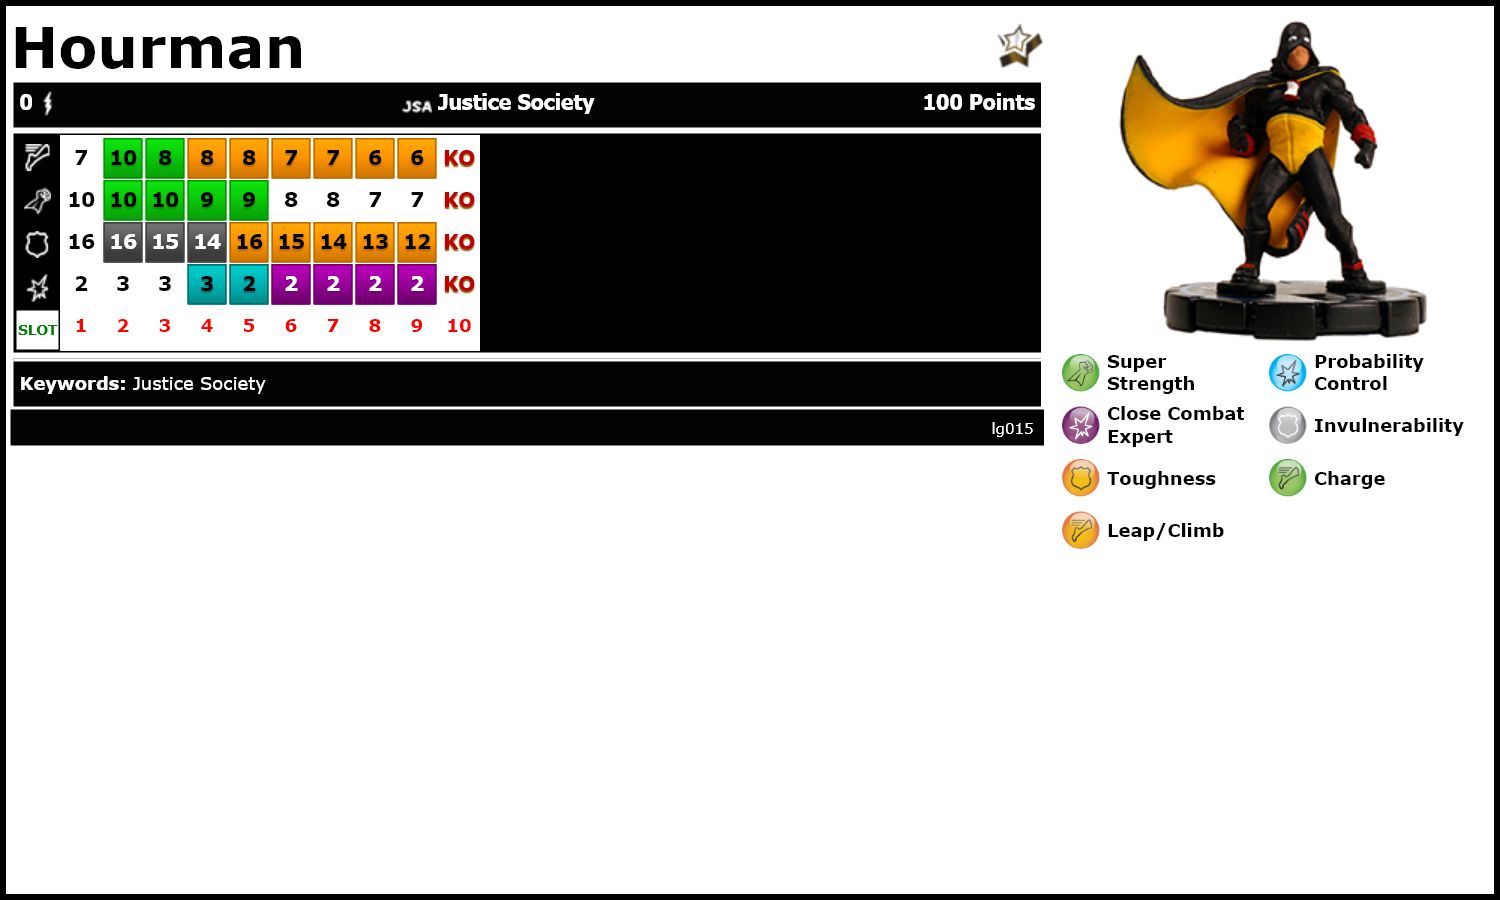 Hourman
0 JSA Justice Society 100 Points
7 10 8 8 8 7 7 6 6 KO
10 10 10 9 9 8 8 7 7 KO
16 16 15 14 16 15 14 13 12 KO
2 3 3 3 2 2 2 2 2 KO
SLOT 1 2 3 4 5 6 7 8 9 10
Keywords: Justice Society
lg015
Super
Strength
Probability
Control
Close Combat
Expert
Invulnerability
Toughness
Charge
Leap/Climb